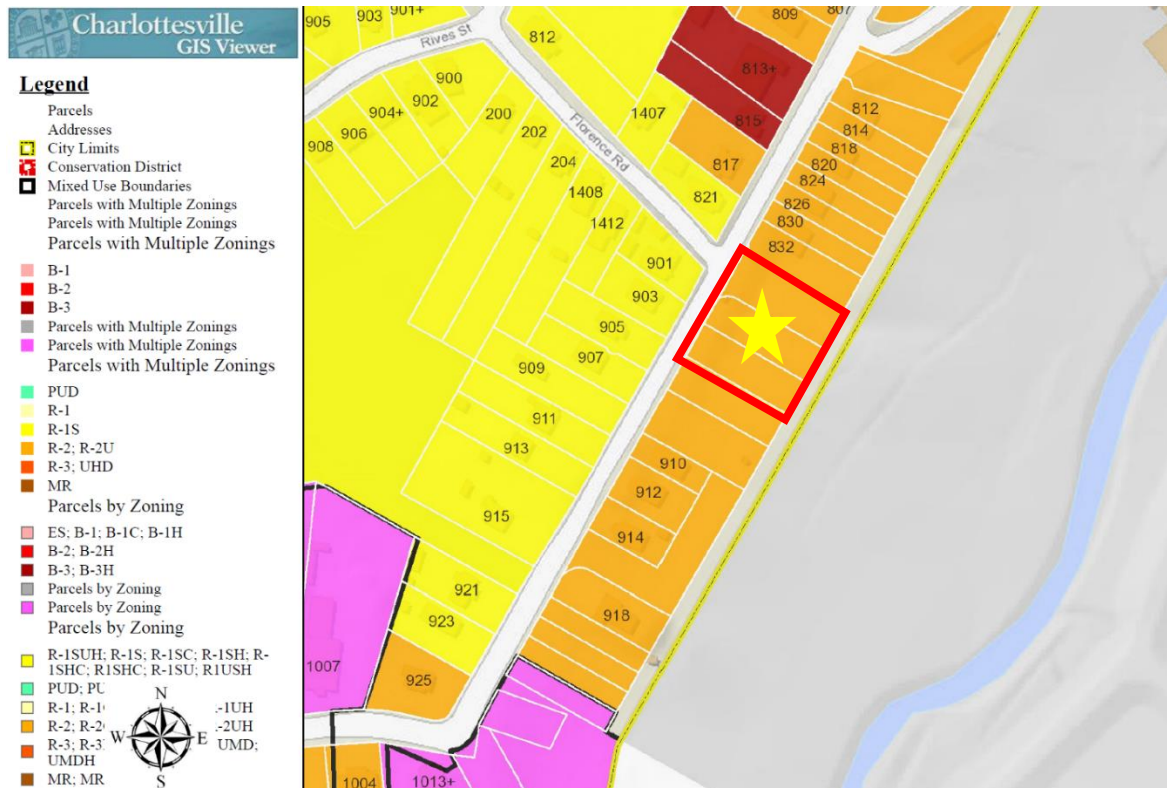 Charlottesville
GIS Viewer
Legend
Parcels
Addresses
City Limits
Conservation District
Mixed Use Boundaries
Parcels with Multiple Zonings
Parcels with Multiple Zonings
Parcels with Multiple Zonings
B-1
B-2
B-3
Parcels with Multiple Zonings
Parcels with Multiple Zonings
Parcels with Multiple Zonings
PUD
R-1
R-1S
R-2; R-2U
R-3; UHD
MR
Parcels by Zoning
ES; B-1; B-1C; B-1H
B-2; B-2H
B-3; B-3H
Parcels by Zoning
Parcels by Zoning
Parcels by Zoning
R-1SUH; R-1S; R-1SC; R-1SH; R-
1SHC; R1SHC; R-1SU; R1USH
PUD; PU
R-1; R-1( .-1UH
R-2; R-2( .-2UH
R-3; R-3 UMD;
UMDH
MR; MR
N
W E
S
905
903
901+
Rives St
812
809
807
813+
815
817
821
900
902
904+
906
908
200
202
204
1407
Florence Rd
1408
1412
901
903
905
907
909
911
913
915
921
923
925
1007
1004
1013+
812
814
818
820
824
826
830
832
910
912
914
918